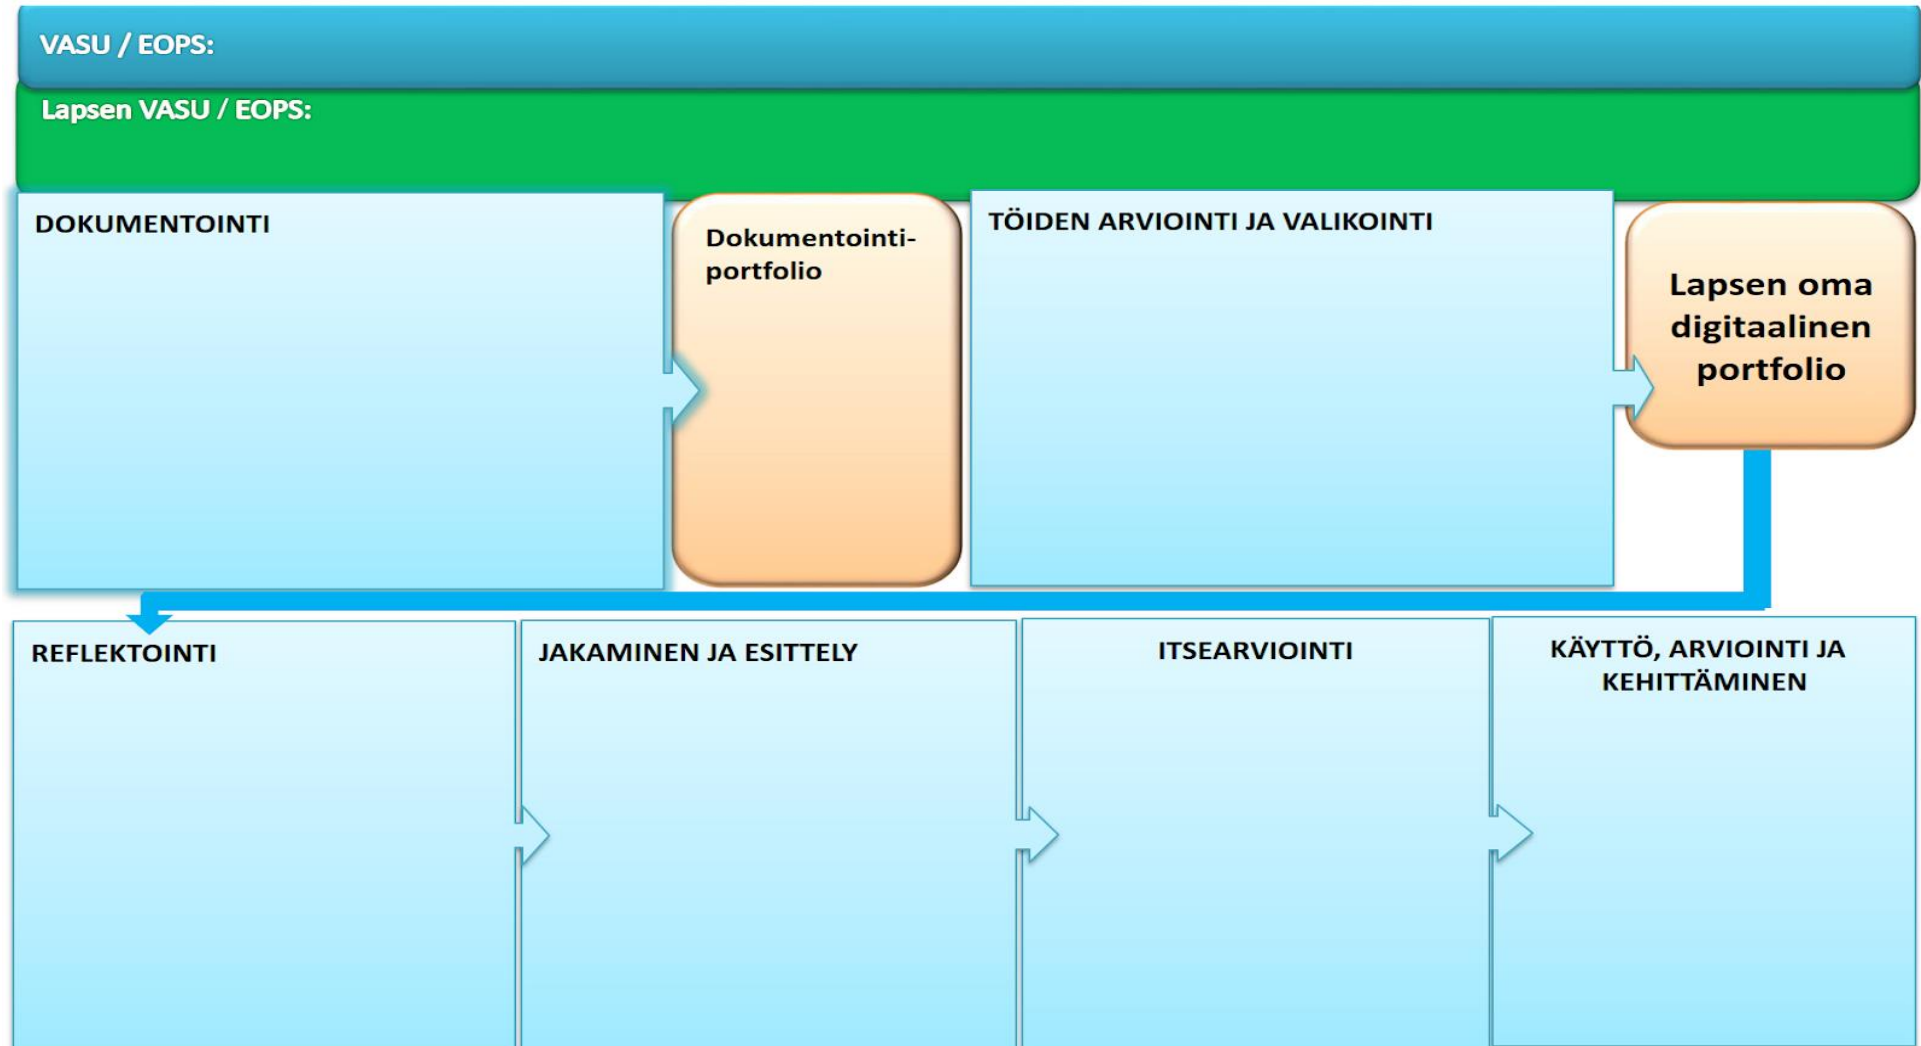 VASU / EOPS:
Lapsen VASU / EOPS:
DOKUMENTOINTI
Dokumentointi-
portfolio
TÖIDEN ARVIOINTI JA VALIKOINTI
Lapsen oma
digitaalinen
portfolio
REFLEKTOINTI
JAKAMINEN JA ESITTELY
ITSEARVIOINTI
KÄYTTÖ, ARVIOINTI JA
KEHITTÄMINEN